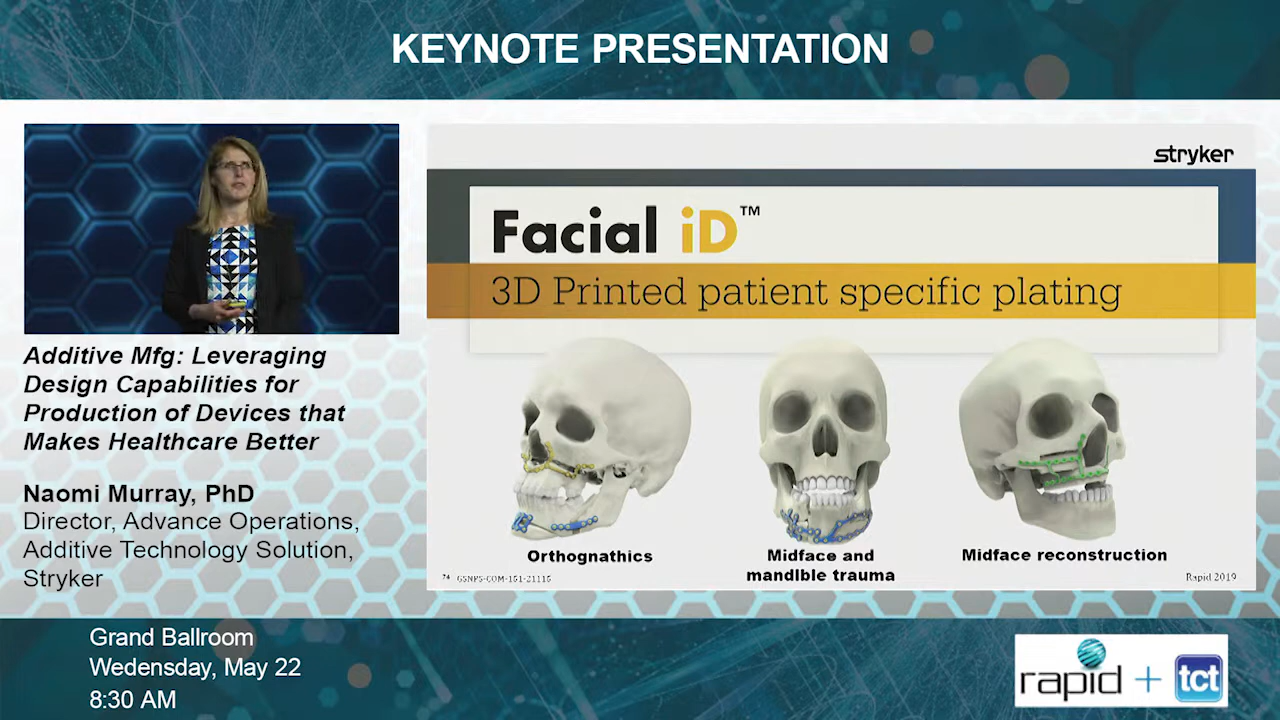 KEYNOTE PRESENTATION
stryker
Facial iD™
3D Printed patient specific plating
Additive Mfg: Leveraging
Design Capabilities for
Production of Devices that
Makes Healthcare Better
Naomi Murray, PhD
Director, Advance Operations,
Additive Technology Solution,
Stryker
Orthognathics
Midface and
mandible trauma
Midface reconstruction
74 GSNPS-COM-151-21115
Rapid 2019
Grand Ballroom
Wedensday, May 22
8:30 AM
rapid + tct